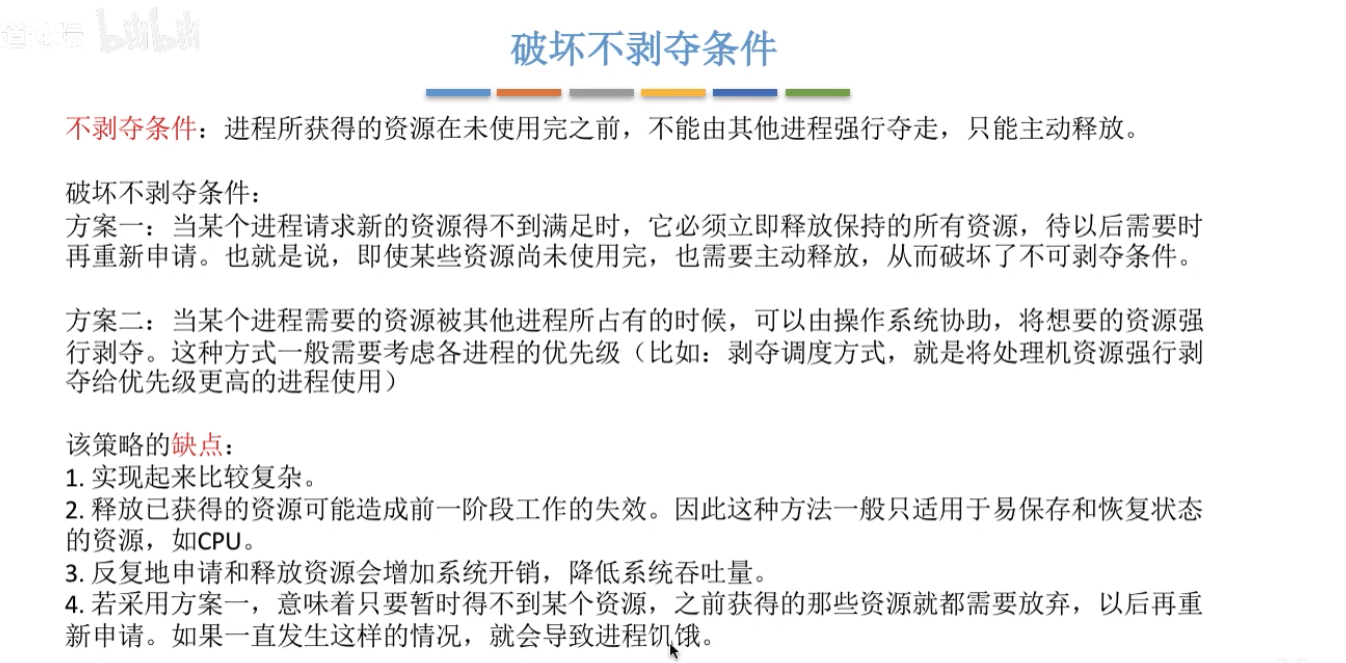 道论坛 bilibili
破坏不剥夺条件
不剥夺条件：进程所获得的资源在未使用完之前，不能由其他进程强行夺走，只能主动释放。
破坏不剥夺条件：
方案一：当某个进程请求新的资源得不到满足时，它必须立即释放保持的所有资源，待以后需要时
再重新申请。也就是说，即使某些资源尚未使用完，也需要主动释放，从而破坏了不可剥夺条件。
方案二：当某个进程需要的资源被其他进程所占有的时候，可以由操作系统协助，将想要的资源强
行剥夺。这种方式一般需要考虑各进程的优先级（比如：剥夺调度方式，就是将处理机资源强行剥
夺给优先级更高的进程使用）
该策略的缺点：
1. 实现起来比较复杂。
2. 释放已获得的资源可能造成前一阶段工作的失效。因此这种方法一般只适用于易保存和恢复状态
的资源，如CPU。
3. 反复地申请和释放资源会增加系统开销，降低系统吞吐量。
4. 若采用方案一，意味着只要暂时得不到某个资源，之前获得的那些资源就都需要放弃，以后再重
新申请。如果一直发生这样的情况，就会导致进程饥饿。